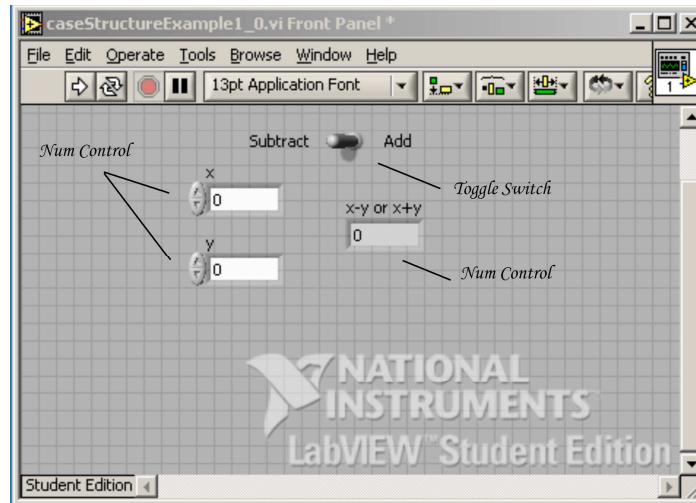 caseStructureExample1_0.vi Front Panel *
File Edit Operate Tools Browse Window Help
13pt Application Font
1
Subtract Add
Num Control
x
0
Toggle Switch
x-y or x+y
0
y
0
Num Control
NATIONAL
INSTRUMENTS
LabVIEW™ Student Edition
Student Edition